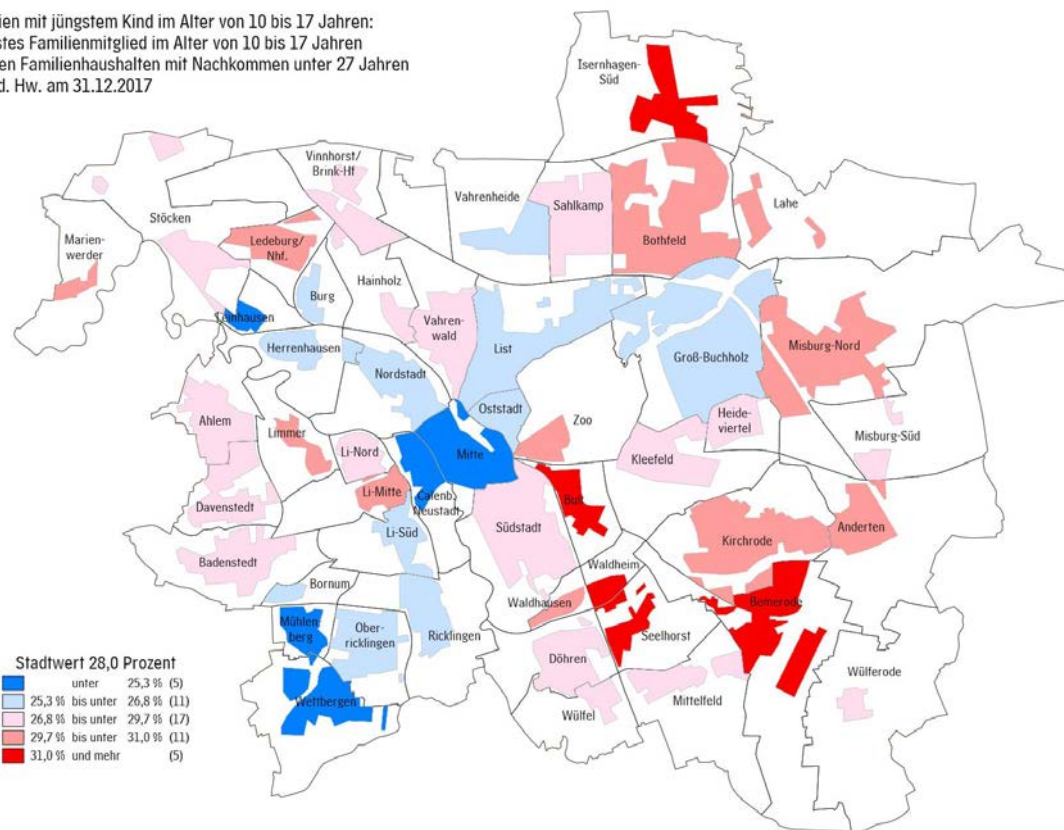 ien mit jüngstem Kind im Alter von 10 bis 17 Jahren:
stes Familienmitglied im Alter von 10 bis 17 Jahren
en Familienhaushalten mit Nachkommen unter 27 Jahren
d. Hw. am 31.12.2017
Isernhagen-
Süd
Vinnhorst/
Brink-Hf
Vahrenheide
Sahlkamp
Lahe
Stöcken
Marien-
werder
Ledeburg/
Nhf.
Bothfeld
Hainholz
Burg
Leinhausen
Vahren-
wald
Herrenhausen
List
Misburg-Nord
Groß-Buchholz
Nordstadt
Oststadt
Heide-
viertel
Zoo
Ahlem
Limmer
Misburg-Süd
Li-Nord
Mitte
Kleefeld
Li-Mitte
Calenb.
Neustadt
Bult
Davenstedt
Südstadt
Anderten
Li-Süd
Kirchrode
Badenstedt
Waldheim
Bornum
Waldhausen
Bemerode
Mühlen-
berg
Ober-
ricklingen
Ricklingen
Seelhorst
Döhren
Wülferode
Mittelfeld
Wettbergen
Wülfel
Stadtwert 28,0 Prozent
unter 25,3 % (5)
25,3 % bis unter 26,8 % (11)
26,8 % bis unter 29,7 % (17)
29,7 % bis unter 31,0 % (11)
31,0 % und mehr (5)